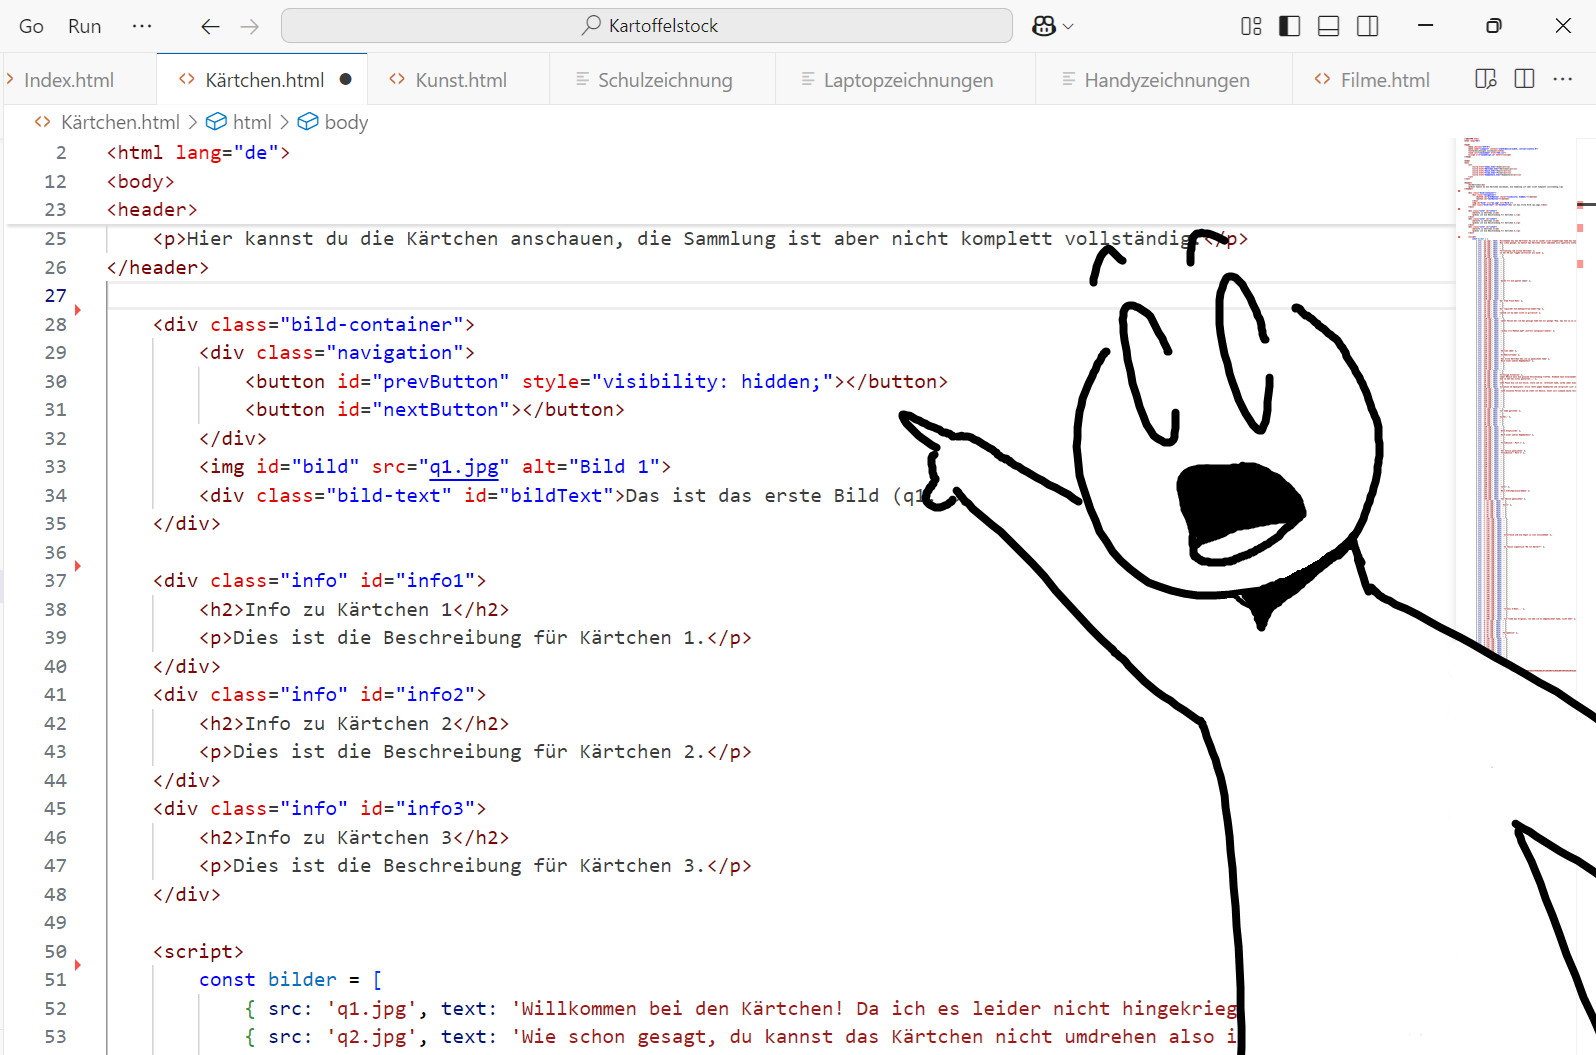 Go Run ··· Kartoffelstock
Index.html Kärtchen.html Kunst.html Schulzeichnung Laptopzeichnungen Handyzeichnungen Filme.html ···
Kärtchen.html > html > body
2 <html lang="de">
12 <body>
23 <header>
25 <p>Hier kannst du die Kärtchen anschauen, die Sammlung ist aber nicht komplett vollständig.</p>
26 </header>
27
28 <div class="bild-container">
29 <div class="navigation">
30 <button id="prevButton" style="visibility: hidden;"></button>
31 <button id="nextButton"></button>
32 </div>
33 <img id="bild" src="q1.jpg" alt="Bild 1">
34 <div class="bild-text" id="bildText">Das ist das erste Bild (q1.
35 </div>
36
37 <div class="info" id="info1">
38 <h2>Info zu Kärtchen 1</h2>
39 <p>Dies ist die Beschreibung für Kärtchen 1.</p>
40 </div>
41 <div class="info" id="info2">
42 <h2>Info zu Kärtchen 2</h2>
43 <p>Dies ist die Beschreibung für Kärtchen 2.</p>
44 </div>
45 <div class="info" id="info3">
46 <h2>Info zu Kärtchen 3</h2>
47 <p>Dies ist die Beschreibung für Kärtchen 3.</p>
48 </div>
49
50 <script>
51 const bilder = [
52 { src: 'q1.jpg', text: 'Willkommen bei den Kärtchen! Da ich es leider nicht hingekrieg
53 { src: 'q2.jpg', text: 'Wie schon gesagt, du kannst das Kärtchen nicht umdrehen also i